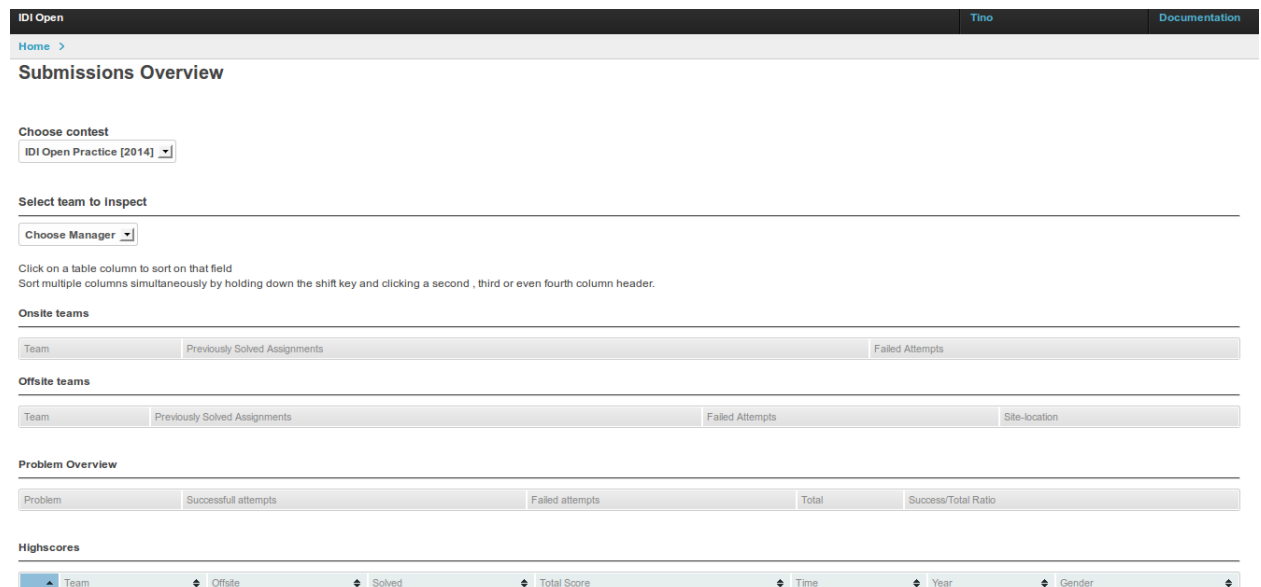 IDI Open Tino Documentation
Home >
Submissions Overview
Choose contest
IDI Open Practice [2014]
Select team to inspect
Choose Manager
Click on a table column to sort on that field
Sort multiple columns simultaneously by holding down the shift key and clicking a second , third or even fourth column header.
Onsite teams
Team Previously Solved Assignments Failed Attempts
Offsite teams
Team Previously Solved Assignments Failed Attempts Site-location
Problem Overview
Problem Successfull attempts Failed attempts Total Success/Total Ratio
Highscores
Team Offsite Solved Total Score Time Year Gender